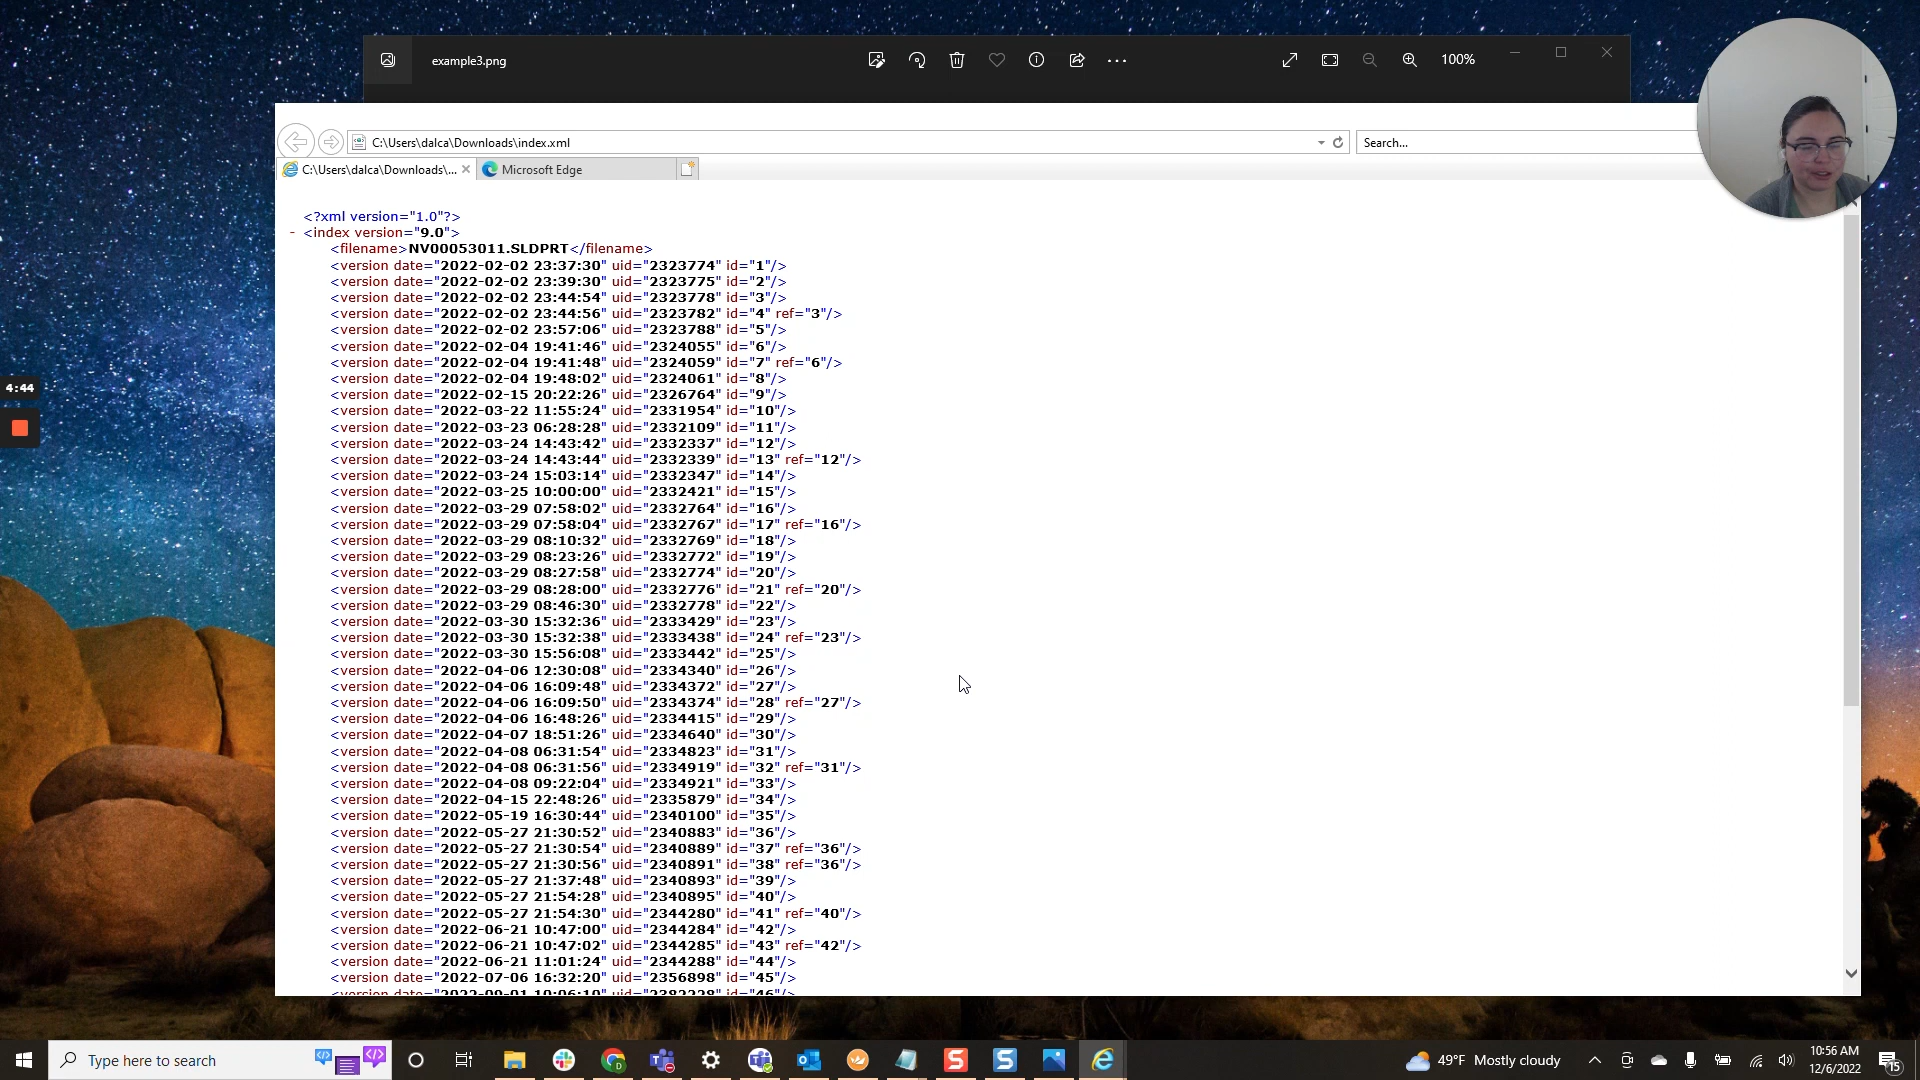 example3.png
100%
C:\Users\dalca\Downloads\index.xml
Search...
C:\Users\dalca\Downloads\...
Microsoft Edge
<?xml version="1.0"?>
- <index version="9.0">
<filename>NV00053011.SLDPRT</filename>
<version date="2022-02-02 23:37:30" uid="2323774" id="1"/>
<version date="2022-02-02 23:39:30" uid="2323775" id="2"/>
<version date="2022-02-02 23:44:54" uid="2323778" id="3"/>
<version date="2022-02-02 23:44:56" uid="2323782" id="4" ref="3"/>
<version date="2022-02-02 23:57:06" uid="2323788" id="5"/>
<version date="2022-02-04 19:41:46" uid="2324055" id="6"/>
<version date="2022-02-04 19:41:48" uid="2324059" id="7" ref="6"/>
<version date="2022-02-04 19:48:02" uid="2324061" id="8"/>
<version date="2022-02-15 20:22:26" uid="2326764" id="9"/>
<version date="2022-03-22 11:55:24" uid="2331954" id="10"/>
<version date="2022-03-23 06:28:28" uid="2332109" id="11"/>
<version date="2022-03-24 14:43:42" uid="2332337" id="12"/>
<version date="2022-03-24 14:43:44" uid="2332339" id="13" ref="12"/>
<version date="2022-03-24 15:03:14" uid="2332347" id="14"/>
<version date="2022-03-25 10:00:00" uid="2332421" id="15"/>
<version date="2022-03-29 07:58:02" uid="2332764" id="16"/>
<version date="2022-03-29 07:58:04" uid="2332767" id="17" ref="16"/>
<version date="2022-03-29 08:10:32" uid="2332769" id="18"/>
<version date="2022-03-29 08:23:26" uid="2332772" id="19"/>
<version date="2022-03-29 08:27:58" uid="2332774" id="20"/>
<version date="2022-03-29 08:28:00" uid="2332776" id="21" ref="20"/>
<version date="2022-03-29 08:46:30" uid="2332778" id="22"/>
<version date="2022-03-30 15:32:36" uid="2333429" id="23"/>
<version date="2022-03-30 15:32:38" uid="2333438" id="24" ref="23"/>
<version date="2022-03-30 15:56:08" uid="2333442" id="25"/>
<version date="2022-04-06 12:30:08" uid="2334340" id="26"/>
<version date="2022-04-06 16:09:48" uid="2334372" id="27"/>
<version date="2022-04-06 16:09:50" uid="2334374" id="28" ref="27"/>
<version date="2022-04-06 16:48:26" uid="2334415" id="29"/>
<version date="2022-04-07 18:51:26" uid="2334640" id="30"/>
<version date="2022-04-08 06:31:54" uid="2334823" id="31"/>
<version date="2022-04-08 06:31:56" uid="2334919" id="32" ref="31"/>
<version date="2022-04-08 09:22:04" uid="2334921" id="33"/>
<version date="2022-04-15 22:48:26" uid="2335879" id="34"/>
<version date="2022-05-19 16:30:44" uid="2340100" id="35"/>
<version date="2022-05-27 21:30:52" uid="2340883" id="36"/>
<version date="2022-05-27 21:30:54" uid="2340889" id="37" ref="36"/>
<version date="2022-05-27 21:30:56" uid="2340891" id="38" ref="36"/>
<version date="2022-05-27 21:37:48" uid="2340893" id="39"/>
<version date="2022-05-27 21:54:28" uid="2340895" id="40"/>
<version date="2022-05-27 21:54:30" uid="2344280" id="41" ref="40"/>
<version date="2022-06-21 10:47:00" uid="2344284" id="42"/>
<version date="2022-06-21 10:47:02" uid="2344285" id="43" ref="42"/>
<version date="2022-06-21 11:01:24" uid="2344288" id="44"/>
<version date="2022-07-06 16:32:20" uid="2356898" id="45"/>
4:44
Type here to search
49°F Mostly cloudy
10:56 AM
12/6/2022
15